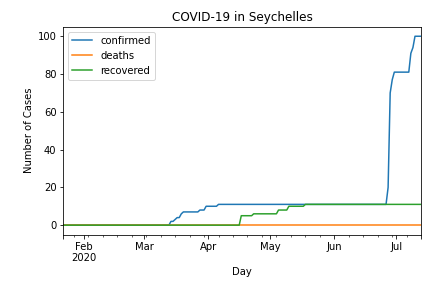 COVID-19 in Seychelles
confirmed
deaths
recovered
Number of Cases
100
80
60
40
20
0
Feb Mar Apr May Jun Jul
2020
Day